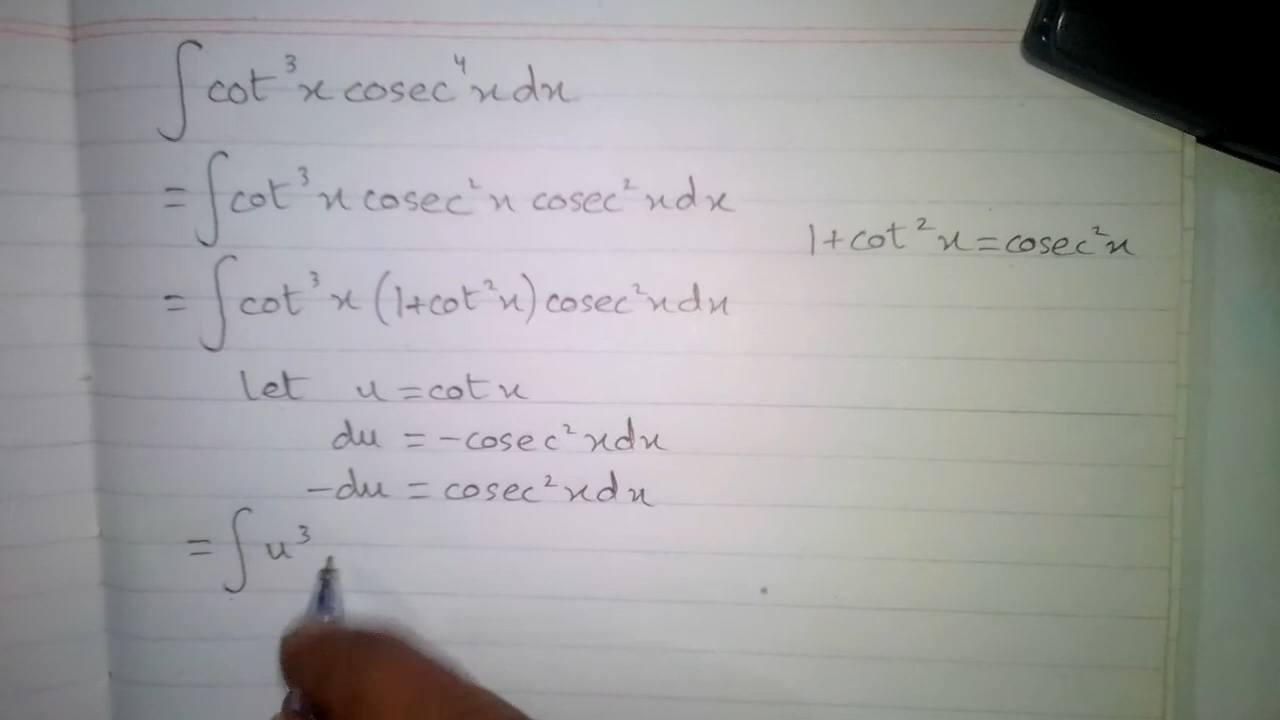 ∫cot³x cosec⁴x dx
= ∫cot³x cosec²x cosec²x dx
1+cot²x = cosec²x
= ∫cot³x (1+cot²x) cosec²x dx
let u = cot x
du = -cosec²x dx
-du = cosec²x dx
= ∫u³